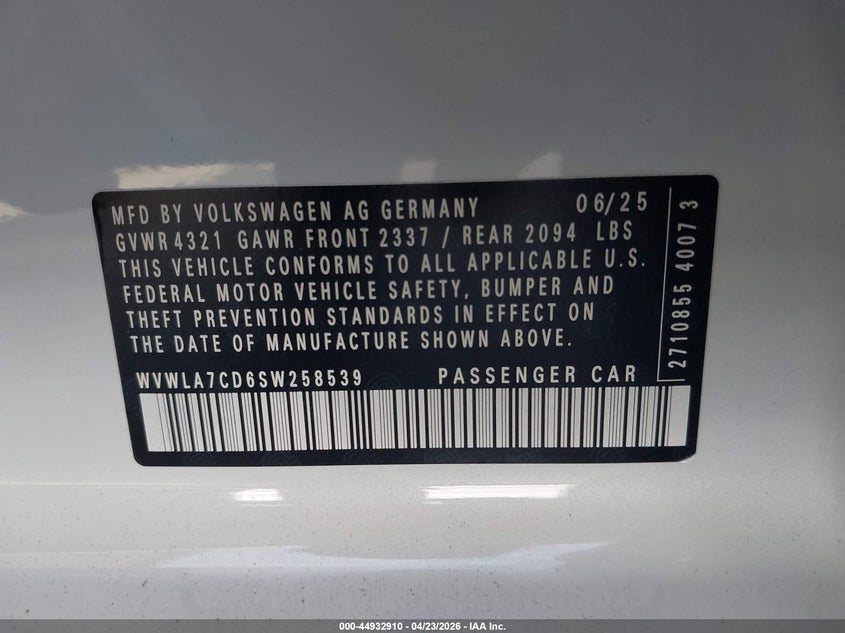 MFD BY VOLKSWAGEN AG GERMANY 06/25
GVWR 4321 GAWR FRONT 2337 / REAR 2094 LBS
THIS VEHICLE CONFORMS TO ALL APPLICABLE U.S.
FEDERAL MOTOR VEHICLE SAFETY, BUMPER AND
THEFT PREVENTION STANDARDS IN EFFECT ON
THE DATE OF MANUFACTURE SHOWN ABOVE.
WVWLA7CD6SW258539 PASSENGER CAR
2710855 4007 3
000-44932910 - 04/23/2026 - IAA Inc.